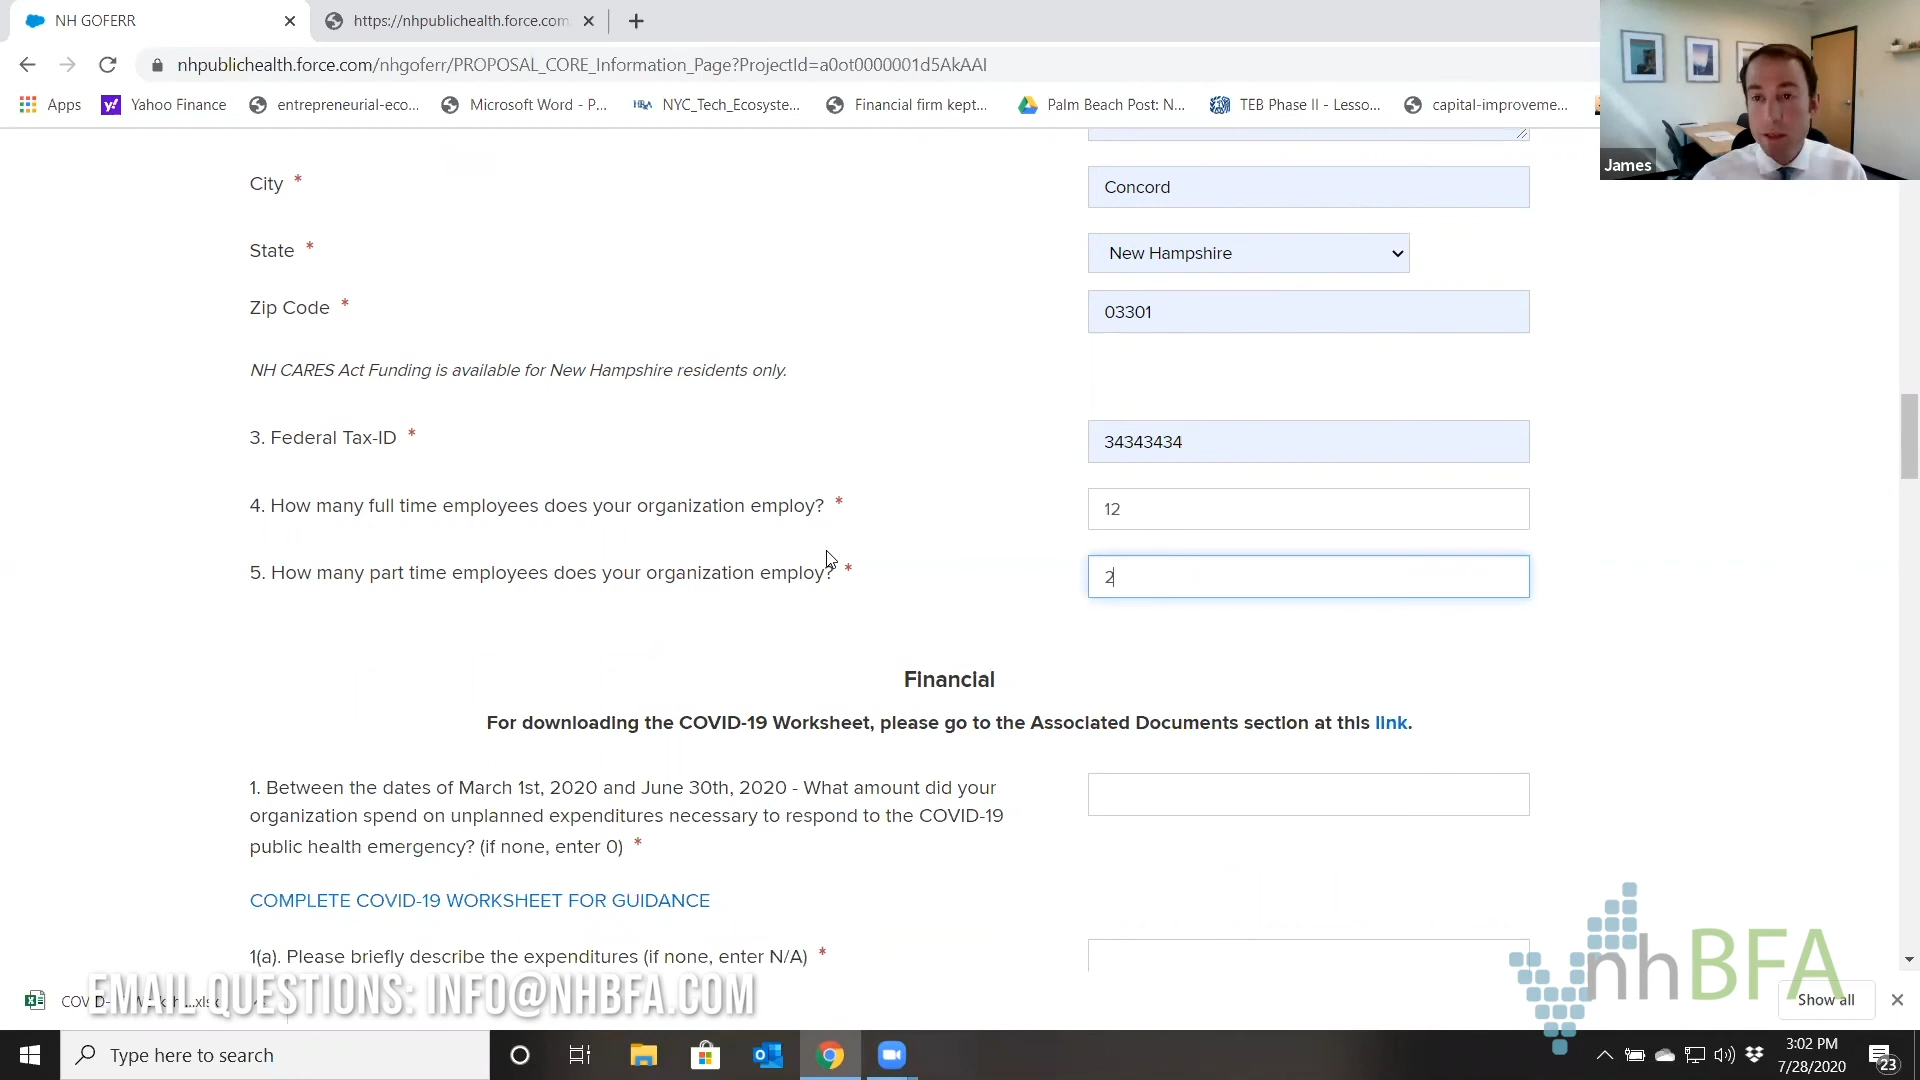 NH GOFERR
https://nhpublichealth.force.com
nhpublichealth.force.com/nhgoferr/PROPOSAL_CORE_Information_Page?ProjectId=a0ot0000001d5AkAAI
Apps
Yahoo Finance
entrepreneurial-eco...
Microsoft Word - P...
NYC_Tech_Ecosyste...
Financial firm kept...
Palm Beach Post: N...
TEB Phase II - Lesso...
capital-improveme...
James
City *
Concord
State *
New Hampshire
Zip Code *
03301
NH CARES Act Funding is available for New Hampshire residents only.
3. Federal Tax-ID *
34343434
4. How many full time employees does your organization employ? *
12
5. How many part time employees does your organization employ? *
2
Financial
For downloading the COVID-19 Worksheet, please go to the Associated Documents section at this link.
1. Between the dates of March 1st, 2020 and June 30th, 2020 - What amount did your
organization spend on unplanned expenditures necessary to respond to the COVID-19
public health emergency? (if none, enter 0) *
COMPLETE COVID-19 WORKSHEET FOR GUIDANCE
1(a). Please briefly describe the expenditures (if none, enter N/A) *
EMAIL QUESTIONS: INFO@NHBFA.COM
nhBFA
Show all
Type here to search
3:02 PM
7/28/2020
23